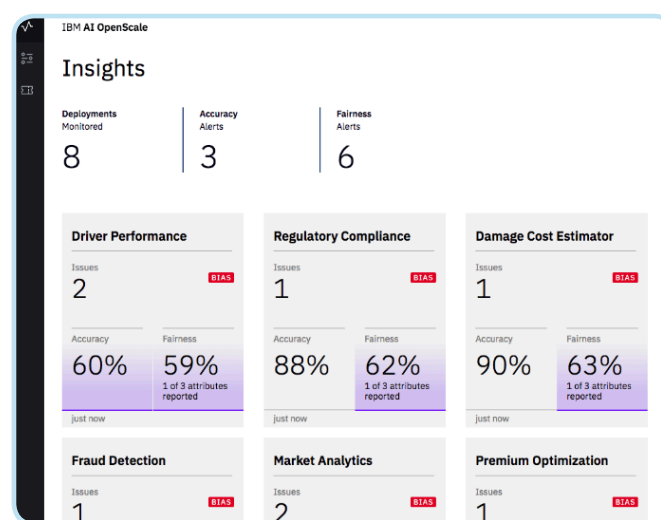 IBM AI OpenScale
Insights
Deployments
Monitored
8
Accuracy
Alerts
3
Fairness
Alerts
6
Driver Performance
Issues
2
BIAS
Accuracy
60%
Fairness
59%
1 of 3 attributes
reported
just now
Regulatory Compliance
Issues
1
BIAS
Accuracy
88%
Fairness
62%
1 of 3 attributes
reported
just now
Damage Cost Estimator
Issues
1
BIAS
Accuracy
90%
Fairness
63%
1 of 3 attributes
reported
just now
Fraud Detection
Issues
1
BIAS
Market Analytics
Issues
2
BIAS
Premium Optimization
Issues
1
BIAS